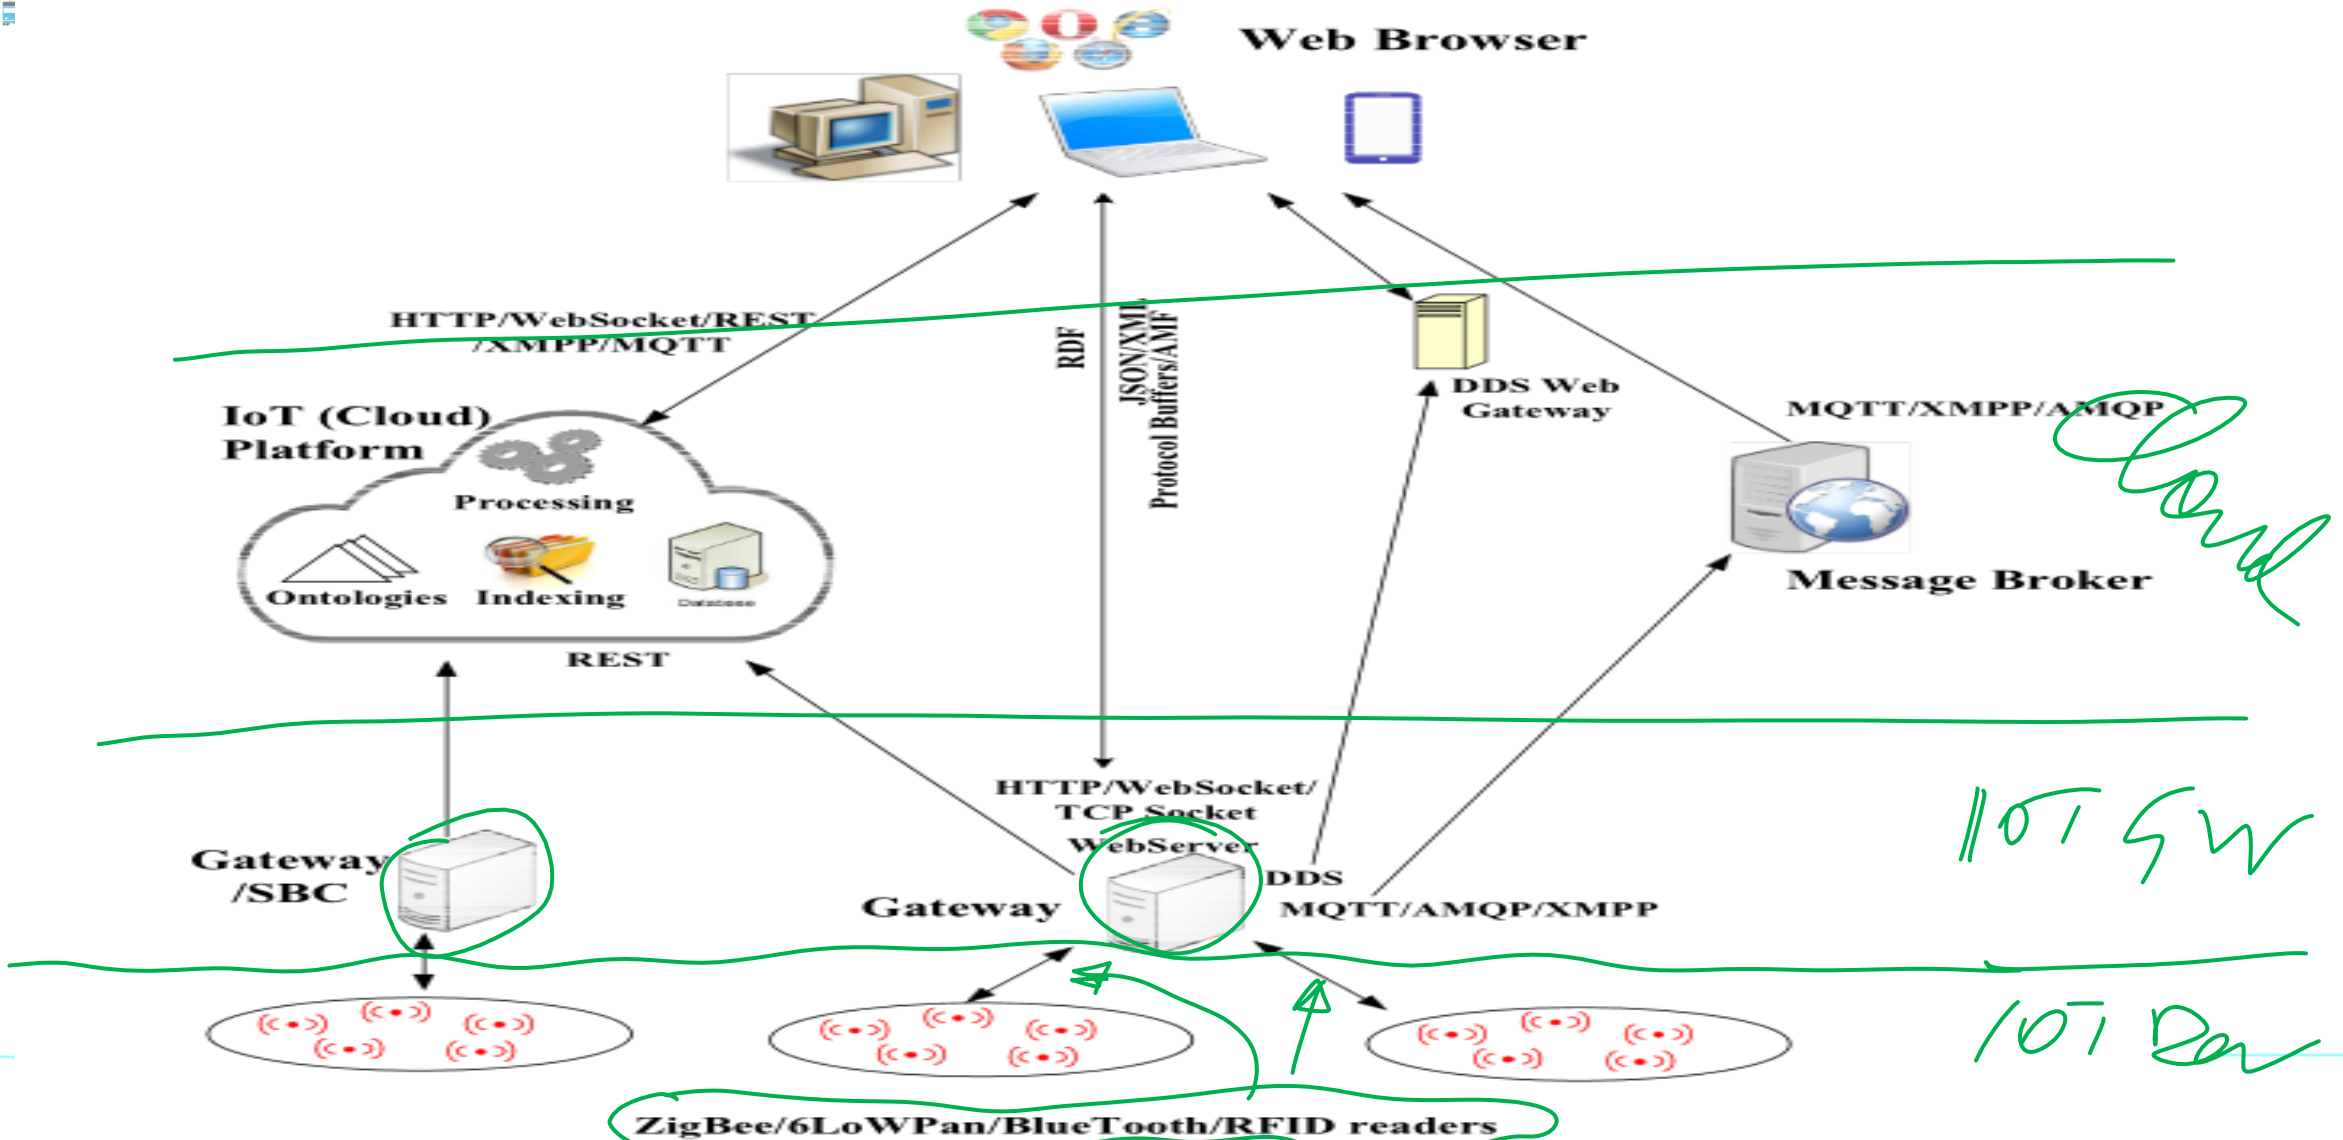 Web Browser
HTTP/WebSocket/REST
/XMPP/MQTT
RDF
JSON/XML/
Protocol Buffers/AMF
DDS Web
Gateway
MQTT/XMPP/AMQP
Cloud
IoT (Cloud)
Platform
Processing
Ontologies
Indexing
Database
Message Broker
REST
HTTP/WebSocket/
TCP Socket
WebServer
IOT GW
Gateway
/SBC
Gateway
DDS
MQTT/AMQP/XMPP
IOT Dev
ZigBee/6LoWPan/BlueTooth/RFID readers